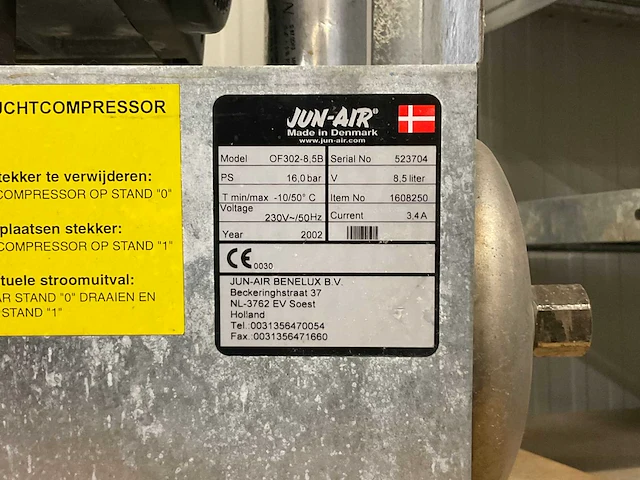 UCHTCOMPRESSOR
stekker te verwijderen:
COMPRESSOR OP STAND "0"
plaatsen stekker:
COMPRESSOR OP STAND "1"
tuele stroomuitval:
AR STAND "0" DRAAIEN EN
STAND "1"
JUN-AIR®
Made in Denmark
www.jun-air.com
Model OF302-8,5B Serial No 523704
PS 16,0 bar V 8,5 liter
T min/max -10/50° C Item No 1608250
Voltage 230V~/50Hz Current 3,4 A
Year 2002
CE 0030
JUN-AIR BENELUX B.V.
Beckeringhstraat 37
NL-3762 EV Soest
Holland
Tel.:0031356470054
Fax.:0031356471660